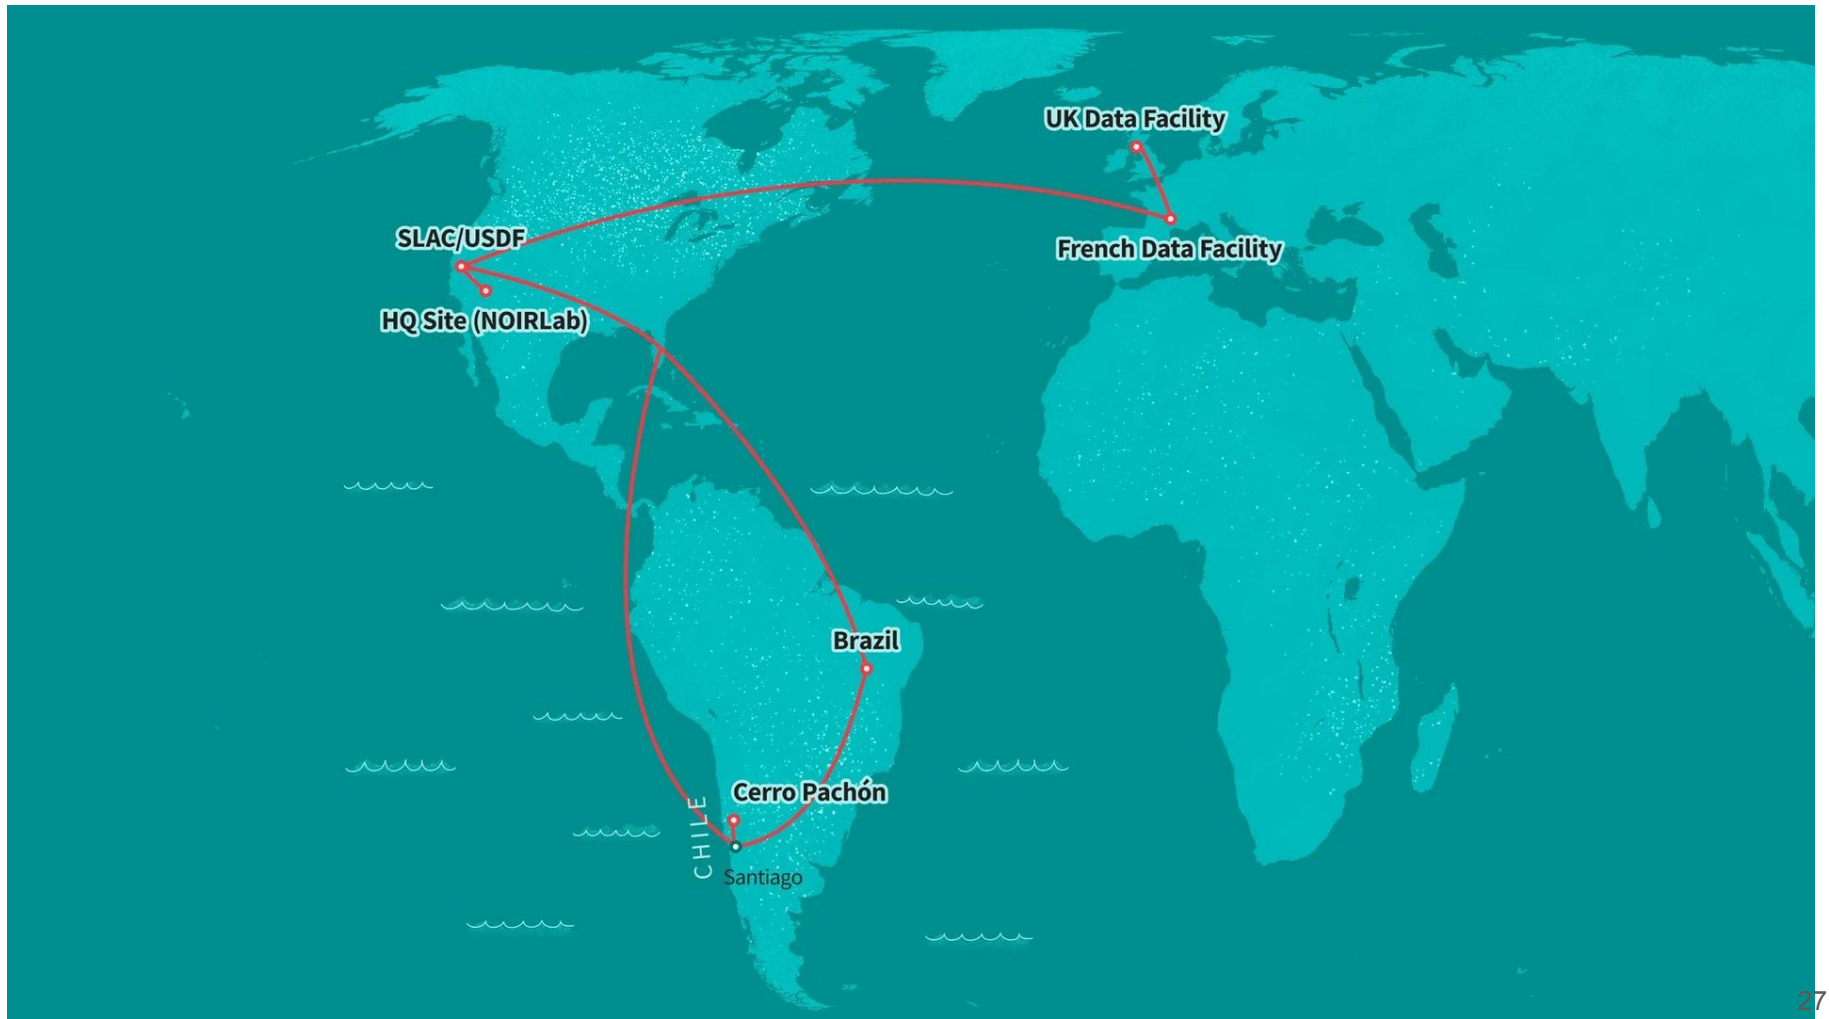 UK Data Facility
SLAC/USDF
French Data Facility
HQ Site (NOIRLab)
Brazil
Cerro Pachón
CHILE
Santiago
27